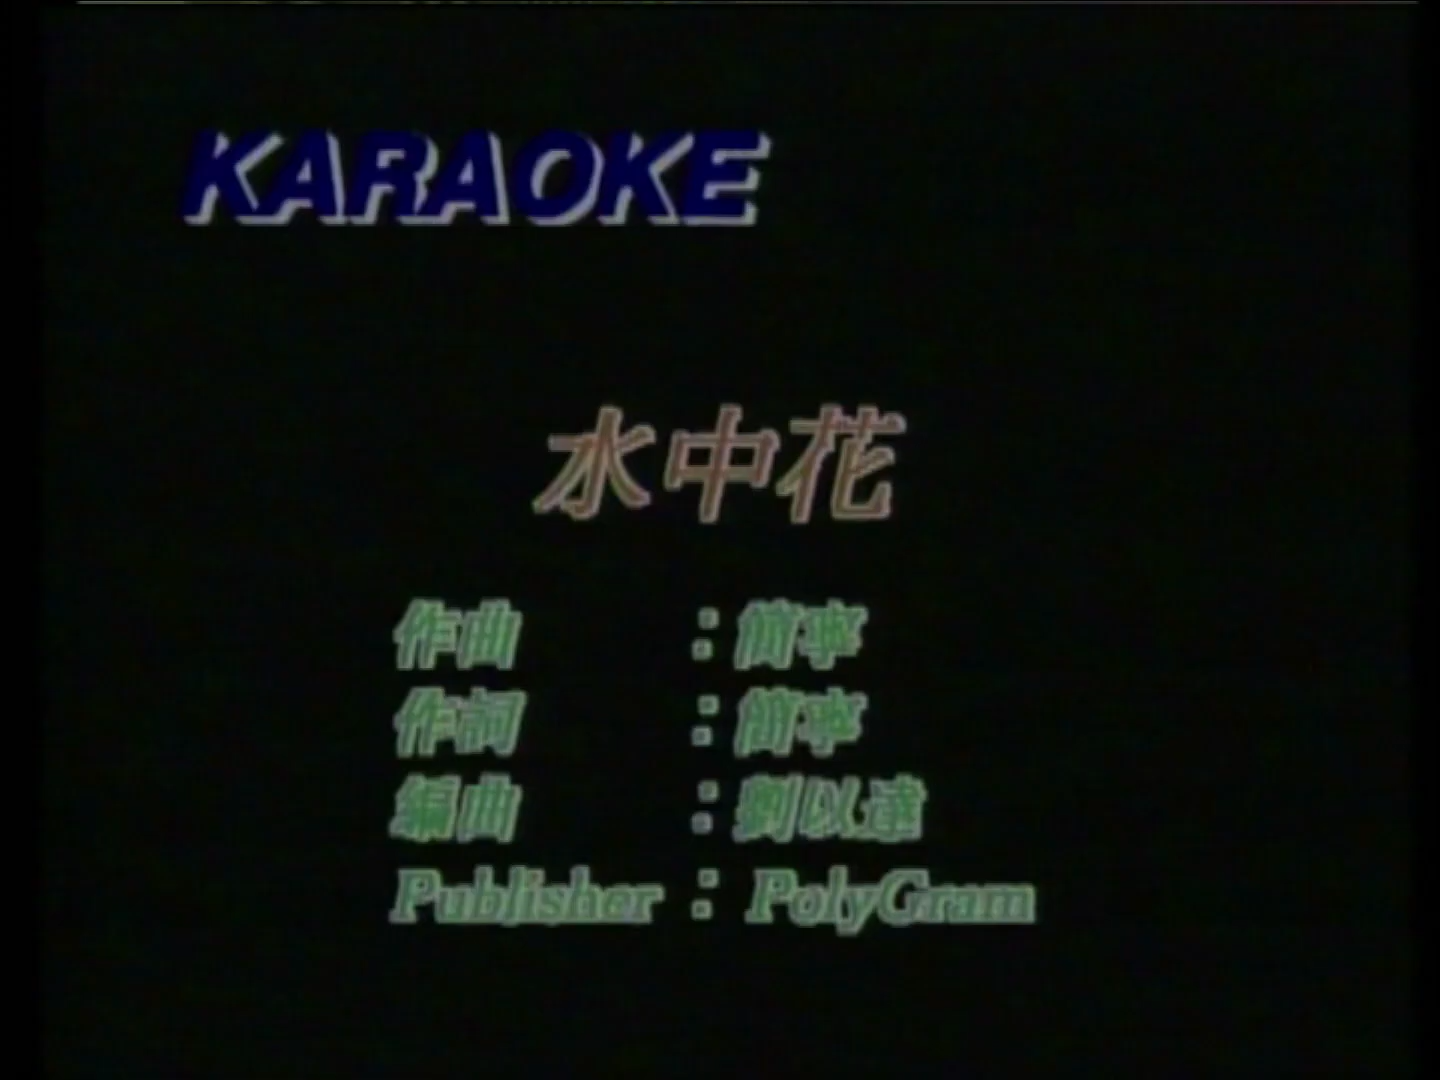 KARAOKE
水中花
作曲 : 簡寧
作詞 : 簡寧
編曲 : 劉以達
Publisher : PolyGram